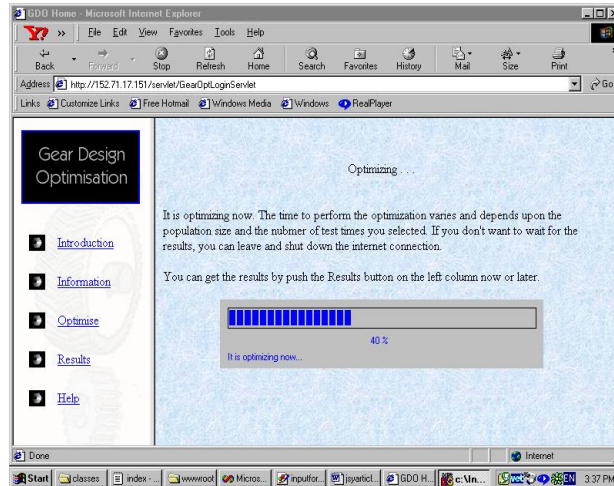 GDO Home - Microsoft Internet Explorer
File Edit View Favorites Tools Help
Back Forward Stop Refresh Home Search Favorites History Mail Size Print
Address http://152.71.17.151/servlet/GearOptLoginServlet Go
Links Customize Links Free Hotmail Windows Media Windows RealPlayer
Gear Design
Optimisation
Introduction
Information
Optimise
Results
Help
Optimizing . . .
It is optimizing now. The time to perform the optimization varies and depends upon the
population size and the nubmer of test times you selected. If you don't want to wait for the
results, you can leave and shut down the internet connection.
You can get the results by push the Results button on the left column now or later.
40 %
It is optimizing now...
Done Internet
Start classes index - ... wwwroot Micros... inputfor... jsyarticl... GDO H... c:\In... EN 3:37 PM